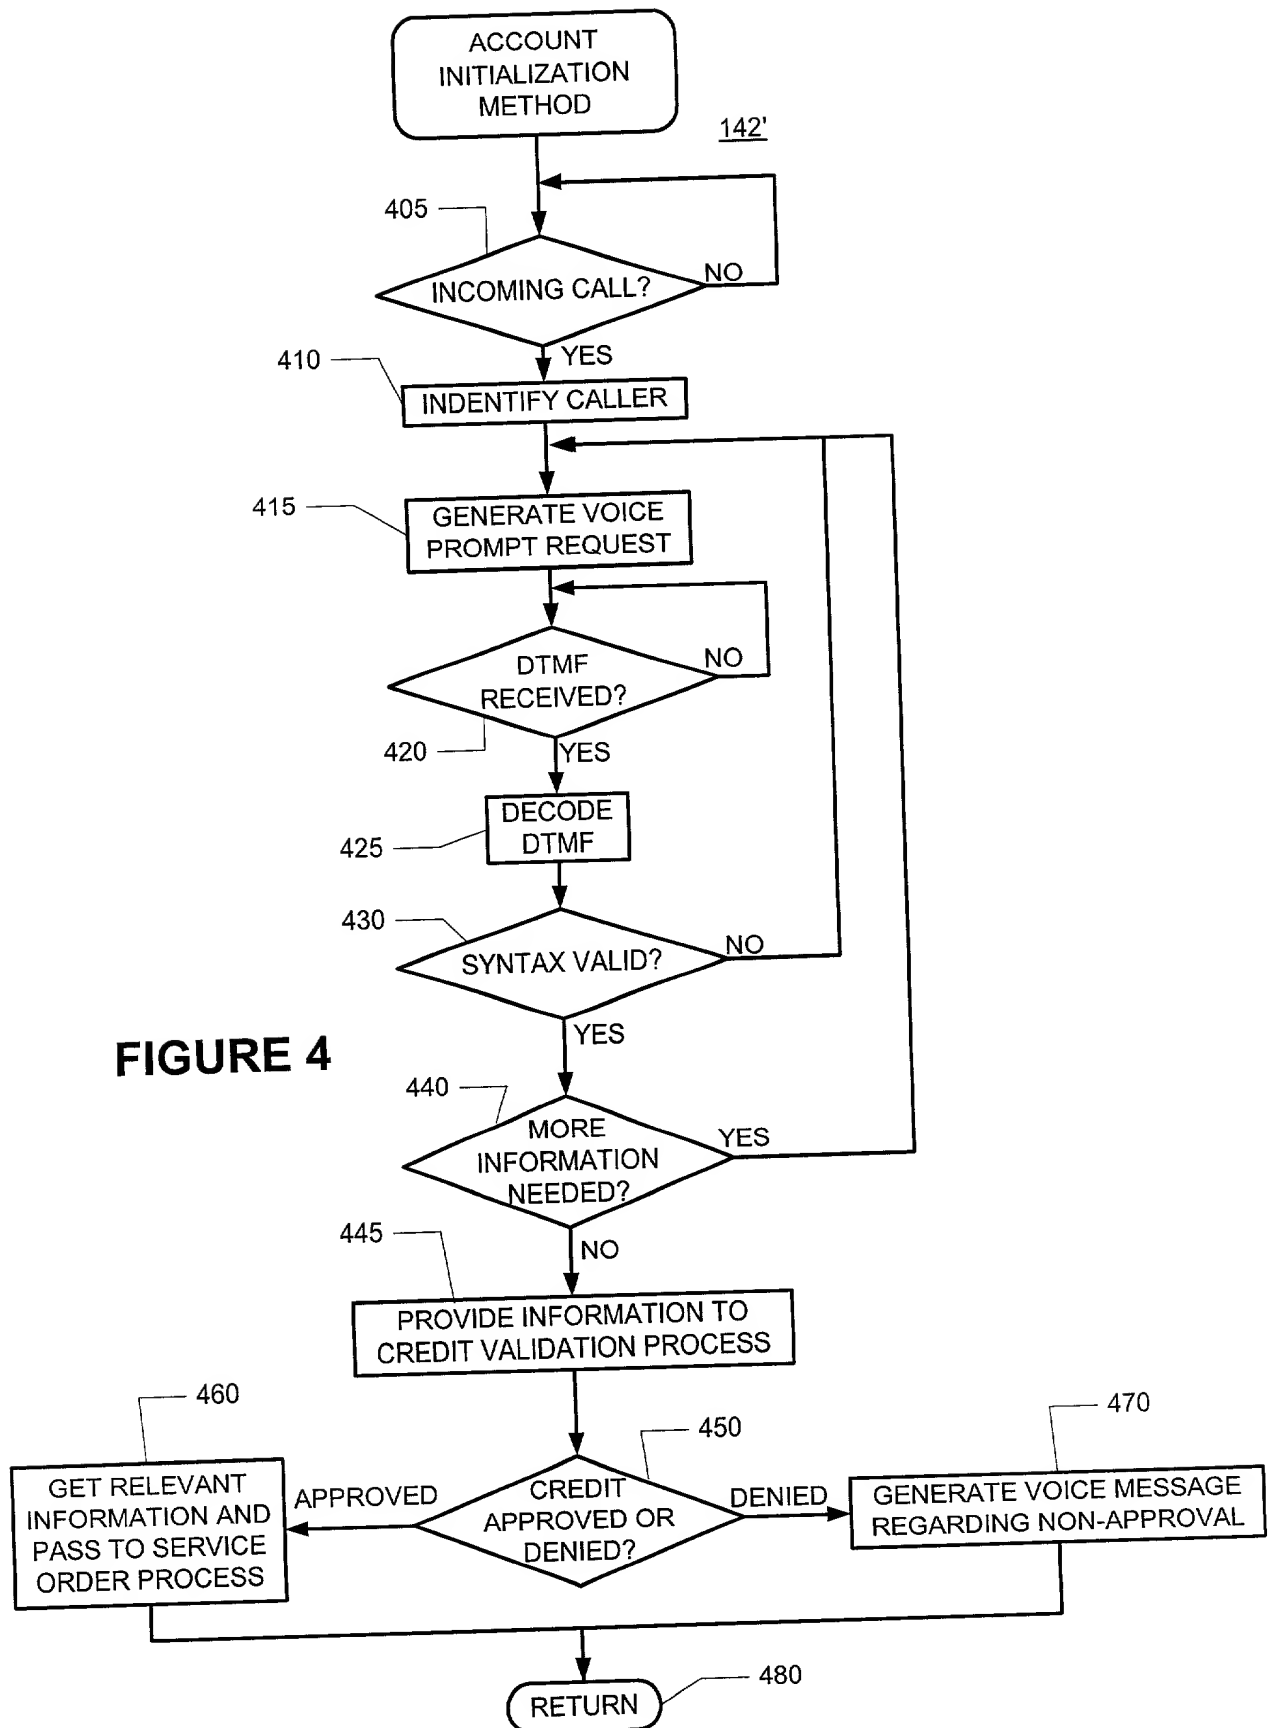 ACCOUNT
INITIALIZATION
METHOD
142'
405
INCOMING CALL?
NO
YES
410
INDENTIFY CALLER
415
GENERATE VOICE
PROMPT REQUEST
DTMF
RECEIVED?
NO
420
YES
DECODE
DTMF
425
430
SYNTAX VALID?
NO
YES
FIGURE 4
440
MORE
INFORMATION
NEEDED?
YES
445
NO
PROVIDE INFORMATION TO
CREDIT VALIDATION PROCESS
460
450
470
GET RELEVANT
INFORMATION AND
PASS TO SERVICE
ORDER PROCESS
APPROVED
CREDIT
APPROVED OR
DENIED?
DENIED
GENERATE VOICE MESSAGE
REGARDING NON-APPROVAL
RETURN
480